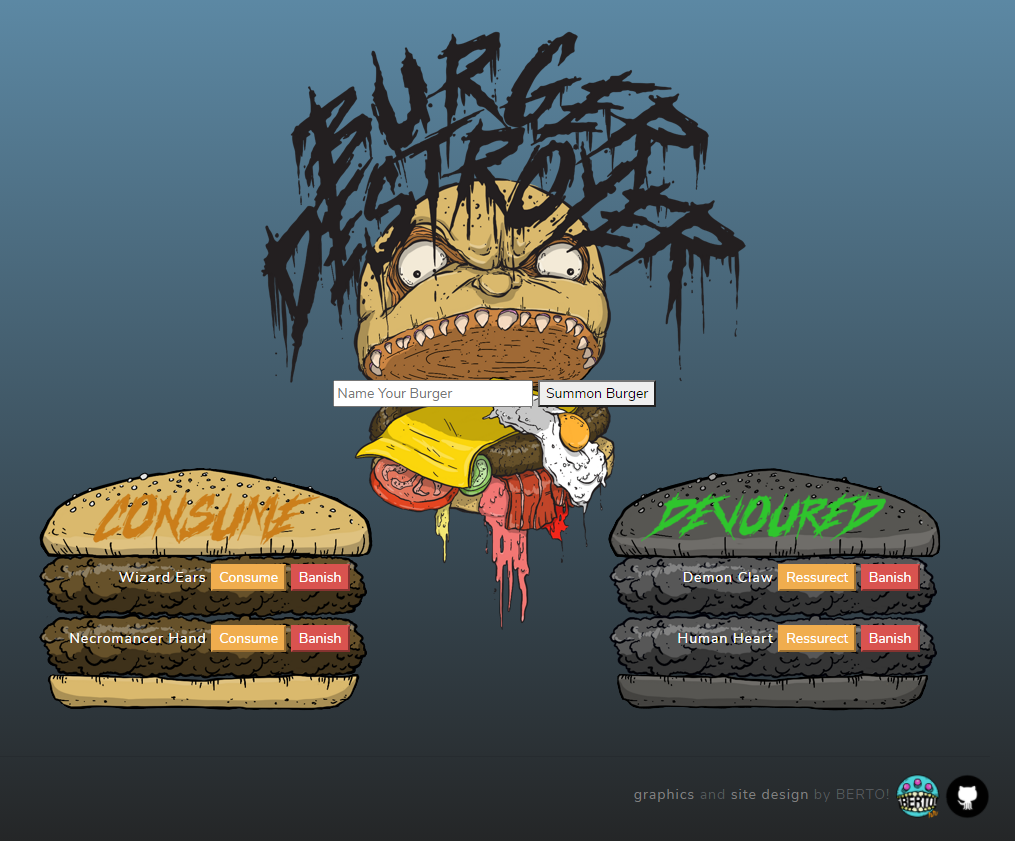 BURGER
DESTROYER
Name Your Burger Summon Burger
CONSUME
Wizard Ears Consume Banish
Necromancer Hand Consume Banish
DEVOURED
Demon Claw Ressurect Banish
Human Heart Ressurect Banish
graphics and site design by BERTO! BERTO!